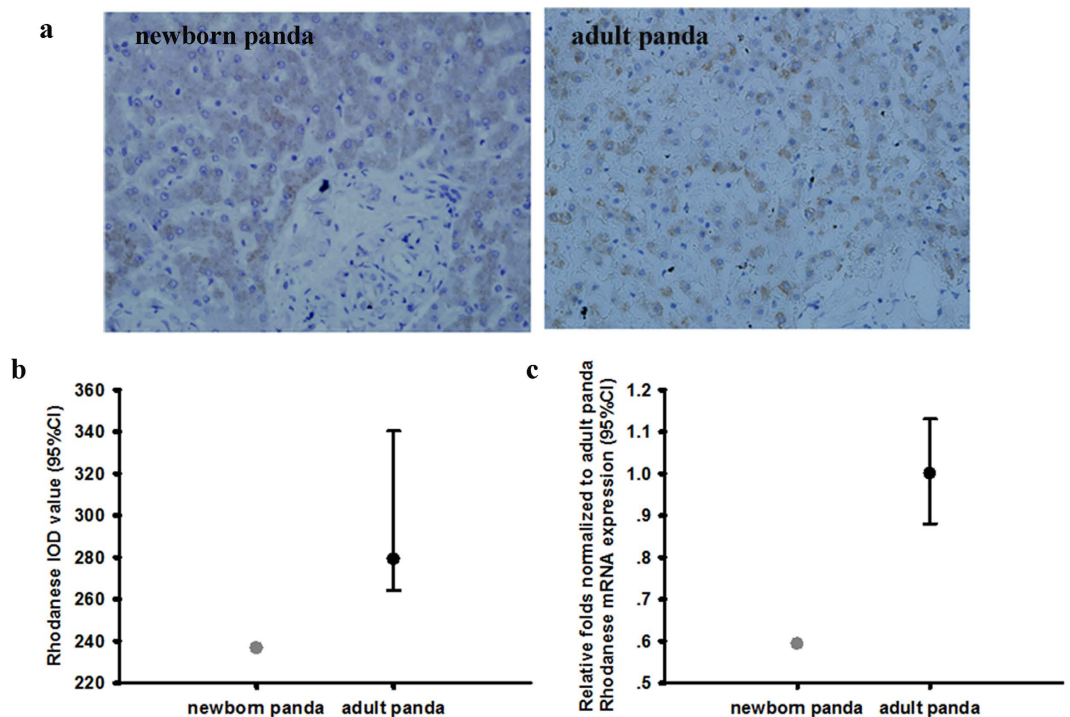 a
newborn panda
adult panda
b
Rhodanese IOD value (95%CI)
360
340
320
300
280
260
240
220
newborn panda
adult panda
c
Relative folds normalized to adult panda
Rhodanese mRNA expression (95%CI)
1.2
1.1
1.0
.9
.8
.7
.6
.5
newborn panda
adult panda